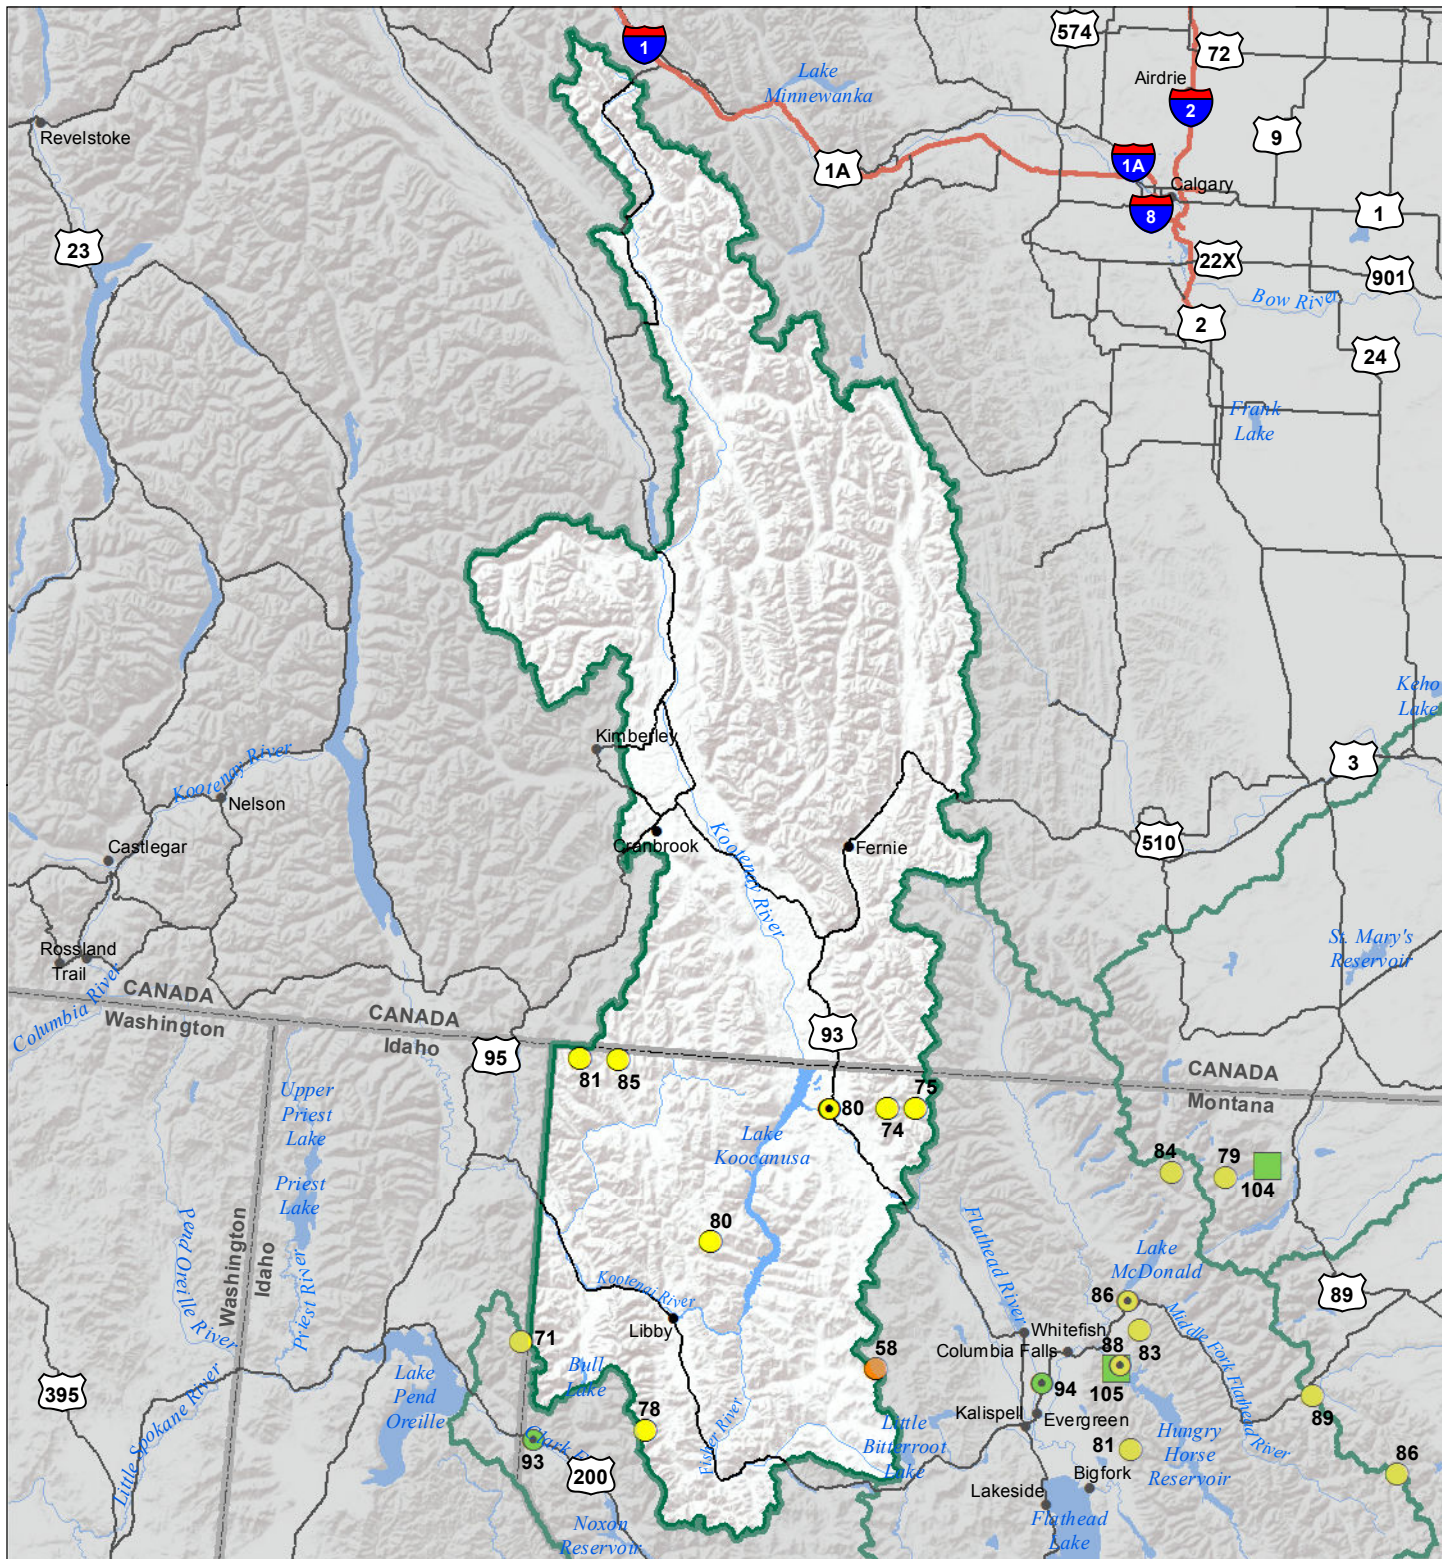 1
574
72
Airdrie
Lake
Minnewanka
2
Revelstoke
9
1A
1A
Calgary
8
1
23
22X
901
Bow River
2
24
Frank
Lake
Keho
Lake
Kimberley
3
Kootenay River
Nelson
Kootenay River
Cranbrook
Fernie
510
Castlegar
Rossland
Trail
St. Mary's
Reservoir
Columbia River
CANADA
Washington
CANADA
Idaho
95
93
81
85
CANADA
Montana
75
80
74
Upper
Priest
Lake
Lake
Koocanusa
84
79
104
Priest
Lake
Pend Oreille River
Washington
Idaho
Priest River
80
Flathead River
Lake
McDonald
Kootenai River
86
89
Libby
Whitefish
Columbia Falls
88
83
Middle Fork Flathead River
71
58
105
Bull
Lake
Lake
Pend
Oreille
395
94
89
Little Spokane River
78
Kalispell
Evergreen
Little
Bitterroot
Lake
Fisher River
Hungry
Horse
Reservoir
81
93
Clark
200
Bigfork
86
Lakeside
Flathead
Lake
Noxon
Reservoir